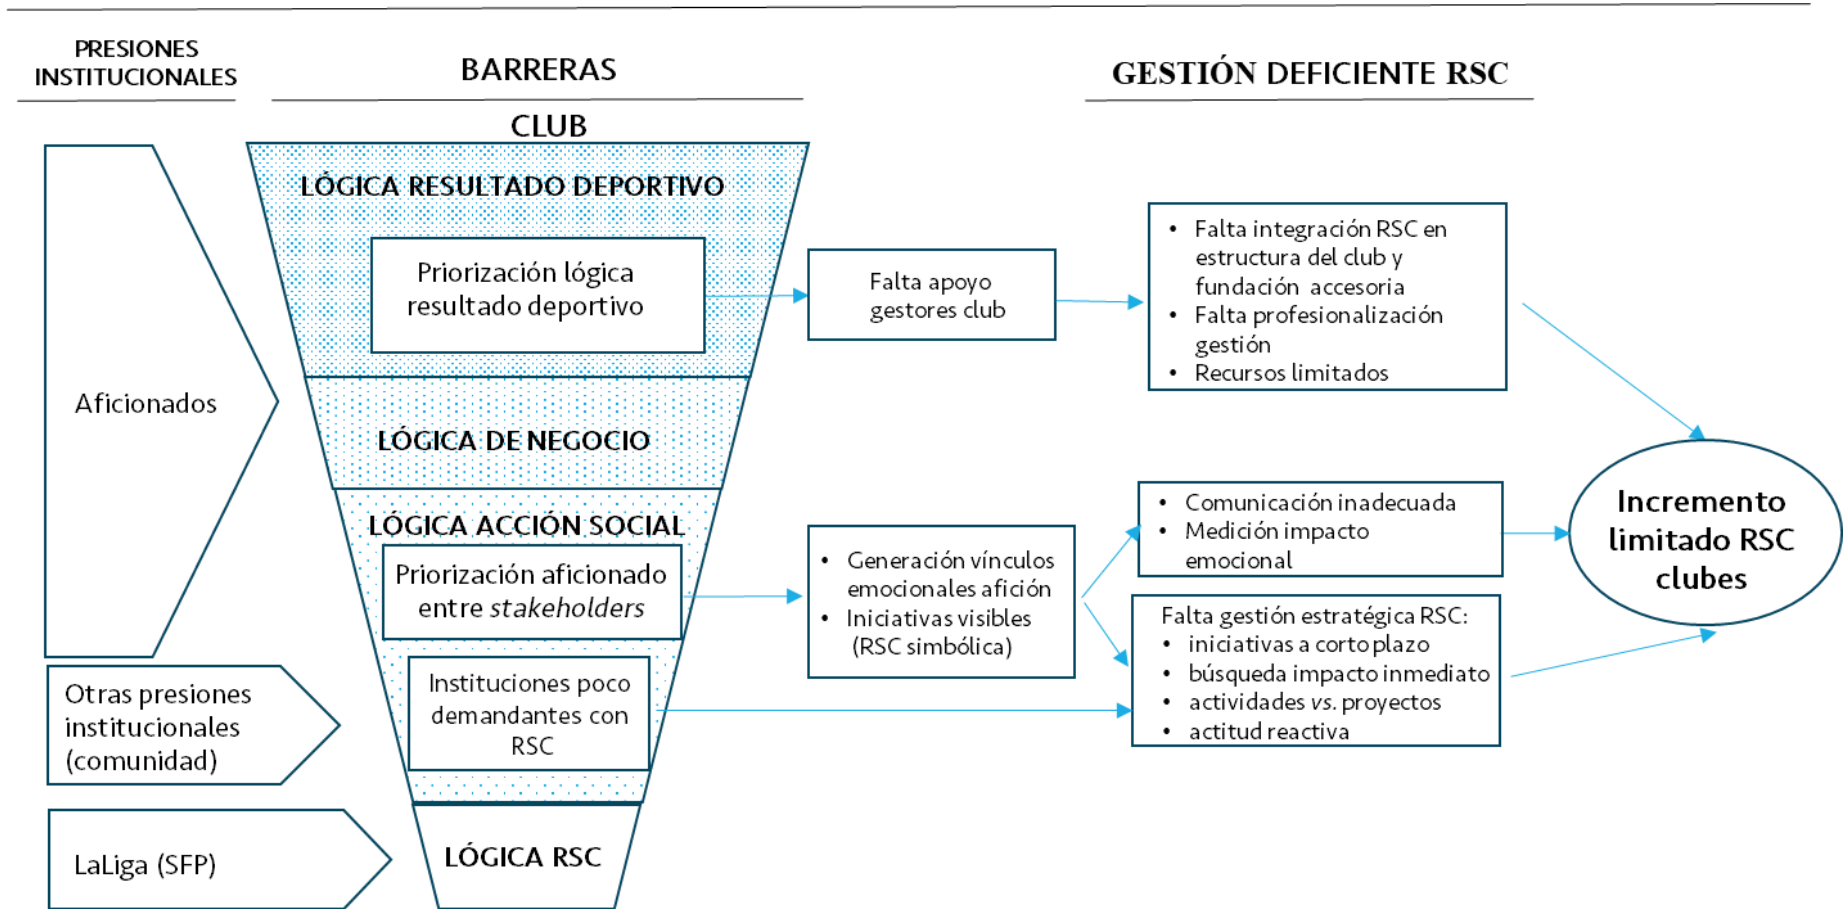 PRESIONES
INSTITUCIONALES
BARRERAS
GESTIÓN DEFICIENTE RSC
CLUB
Aficionados
Otras presiones
institucionales
(comunidad)
LaLiga (SFP)
LÓGICA RESULTADO DEPORTIVO
Priorización lógica
resultado deportivo
LÓGICA DE NEGOCIO
LÓGICA ACCIÓN SOCIAL
Priorización aficionado
entre stakeholders
Instituciones poco
demandantes con
RSC
LÓGICA RSC
Falta apoyo
gestores club
• Generación vínculos
emocionales afición
• Iniciativas visibles
(RSC simbólica)
• Falta integración RSC en
estructura del club y
fundación accesoria
• Falta profesionalización
gestión
• Recursos limitados
• Comunicación inadecuada
• Medición impacto
emocional
Falta gestión estratégica RSC:
• iniciativas a corto plazo
• búsqueda impacto inmediato
• actividades vs. proyectos
• actitud reactiva
Incremento
limitado RSC
clubes